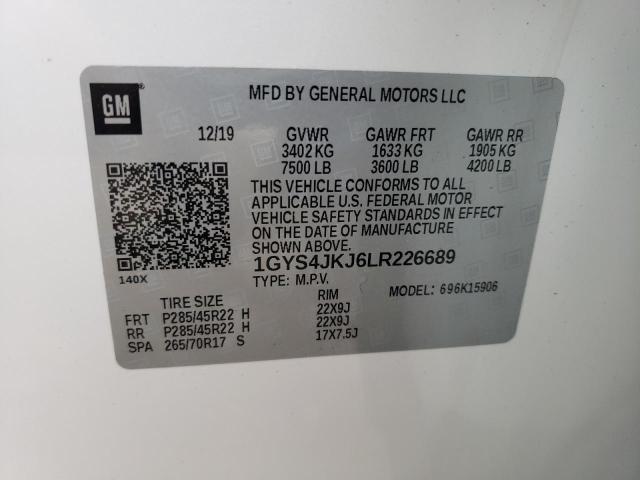 GM
MFD BY GENERAL MOTORS LLC
12/19 GVWR GAWR FRT GAWR RR
3402 KG 1633 KG 1905 KG
7500 LB 3600 LB 4200 LB
THIS VEHICLE CONFORMS TO ALL
APPLICABLE U.S. FEDERAL MOTOR
VEHICLE SAFETY STANDARDS IN EFFECT
ON THE DATE OF MANUFACTURE
SHOWN ABOVE.
140X
1GYS4JKJ6LR226689
TYPE: M.P.V. MODEL: 696K15906
TIRE SIZE RIM
FRT P285/45R22 H 22X9J
RR P285/45R22 H 22X9J
SPA 265/70R17 S 17X7.5J